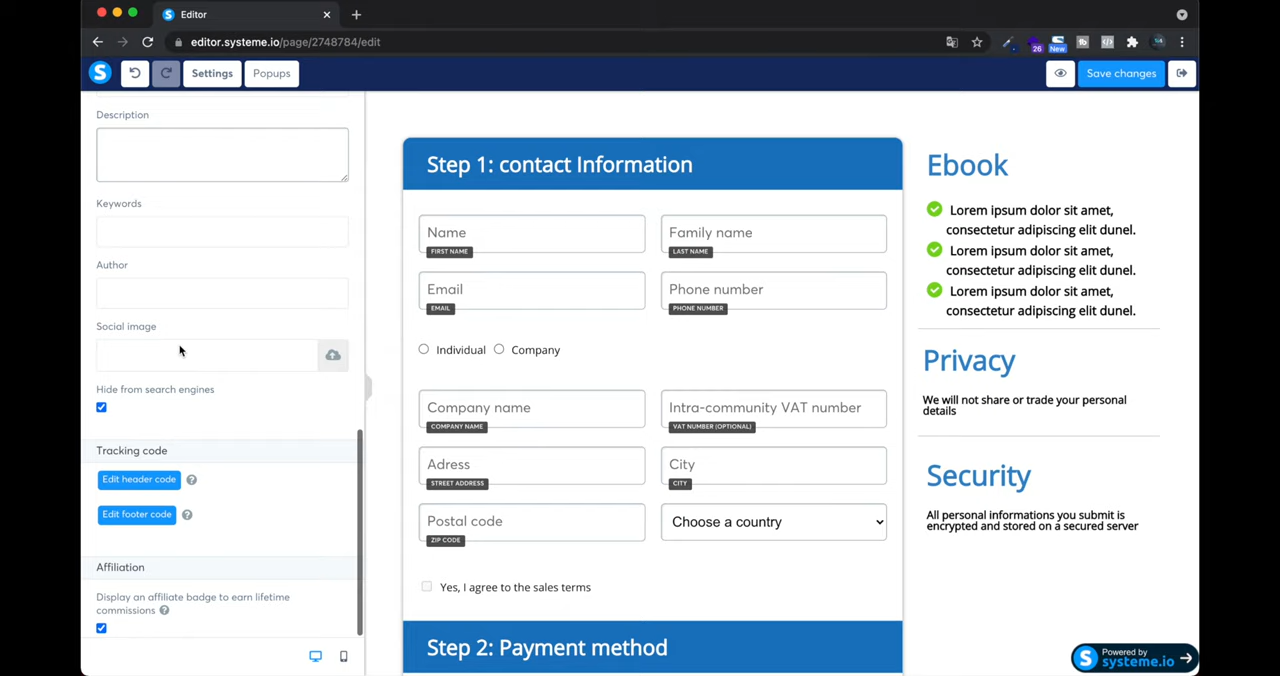 Editor
editor.systeme.io/page/2748784/edit
26
New
Settings
Popups
Save changes
Description
Keywords
Author
Social image
Hide from search engines
Tracking code
Edit header code
Edit footer code
Affiliation
Display an affiliate badge to earn lifetime
commissions
Step 1: contact Information
Name
FIRST NAME
Family name
LAST NAME
Email
EMAIL
Phone number
PHONE NUMBER
Individual
Company
Company name
COMPANY NAME
Intra-community VAT number
VAT NUMBER (OPTIONAL)
Adress
STREET ADDRESS
City
CITY
Postal code
ZIP CODE
Choose a country
Yes, I agree to the sales terms
Step 2: Payment method
Ebook
Lorem ipsum dolor sit amet,
consectetur adipiscing elit dunel.
Lorem ipsum dolor sit amet,
consectetur adipiscing elit dunel.
Lorem ipsum dolor sit amet,
consectetur adipiscing elit dunel.
Privacy
We will not share or trade your personal
details
Security
All personal informations you submit is
encrypted and stored on a secured server
Powered by
systeme.io